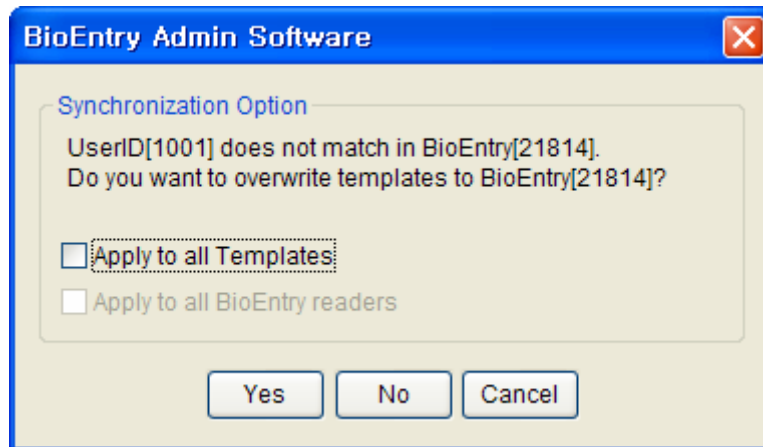 BioEntry Admin Software
Synchronization Option
UserID[1001] does not match in BioEntry[21814].
Do you want to overwrite templates to BioEntry[21814]?
Apply to all Templates
Apply to all BioEntry readers
Yes No Cancel